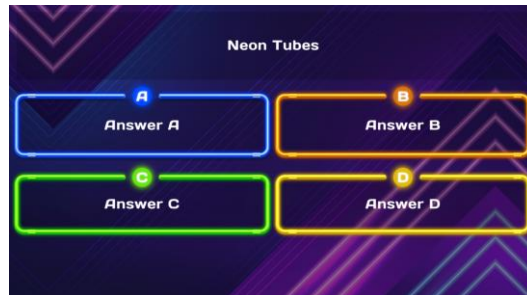 Neon Tubes
A
Answer A
B
Answer B
C
Answer C
D
Answer D